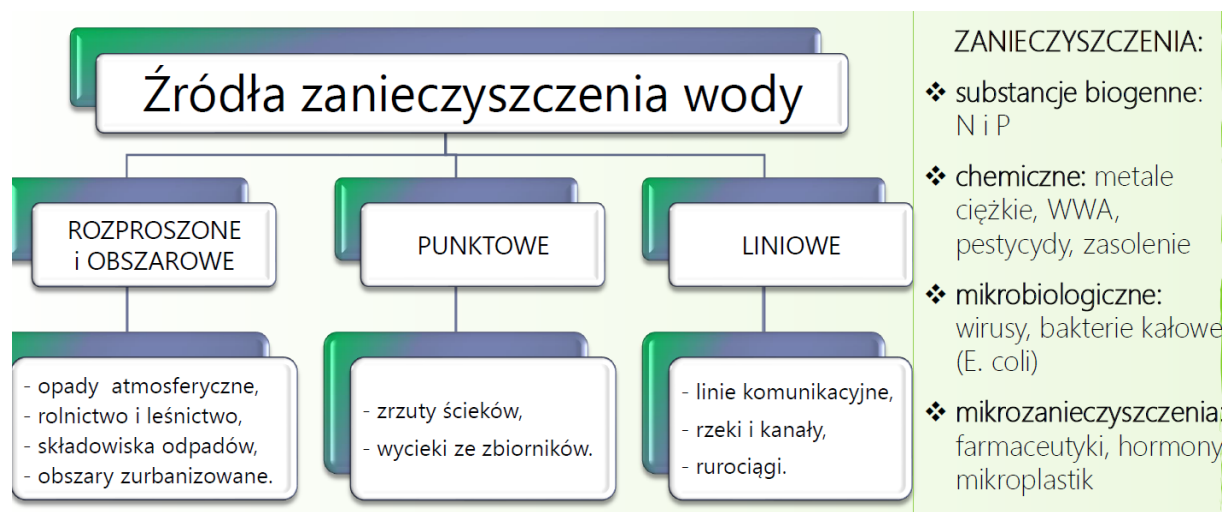 Źródła zanieczyszczenia wody
ROZPROSZONE
i OBSZAROWE
- opady atmosferyczne,
- rolnictwo i leśnictwo,
- składowiska odpadów,
- obszary zurbanizowane.
PUNKTOWE
- zrzuty ścieków,
- wycieki ze zbiorników.
LINIOWE
- linie komunikacyjne,
- rzeki i kanały,
- rurociągi.
ZANIECZYSZCZENIA:
❖ substancje biogenne:
N i P
❖ chemiczne: metale
ciężkie, WWA,
pestycydy, zasolenie
❖ mikrobiologiczne:
wirusy, bakterie kałowe
(E. coli)
❖ mikrozanieczyszczenia:
farmaceutyki, hormony
mikroplastik